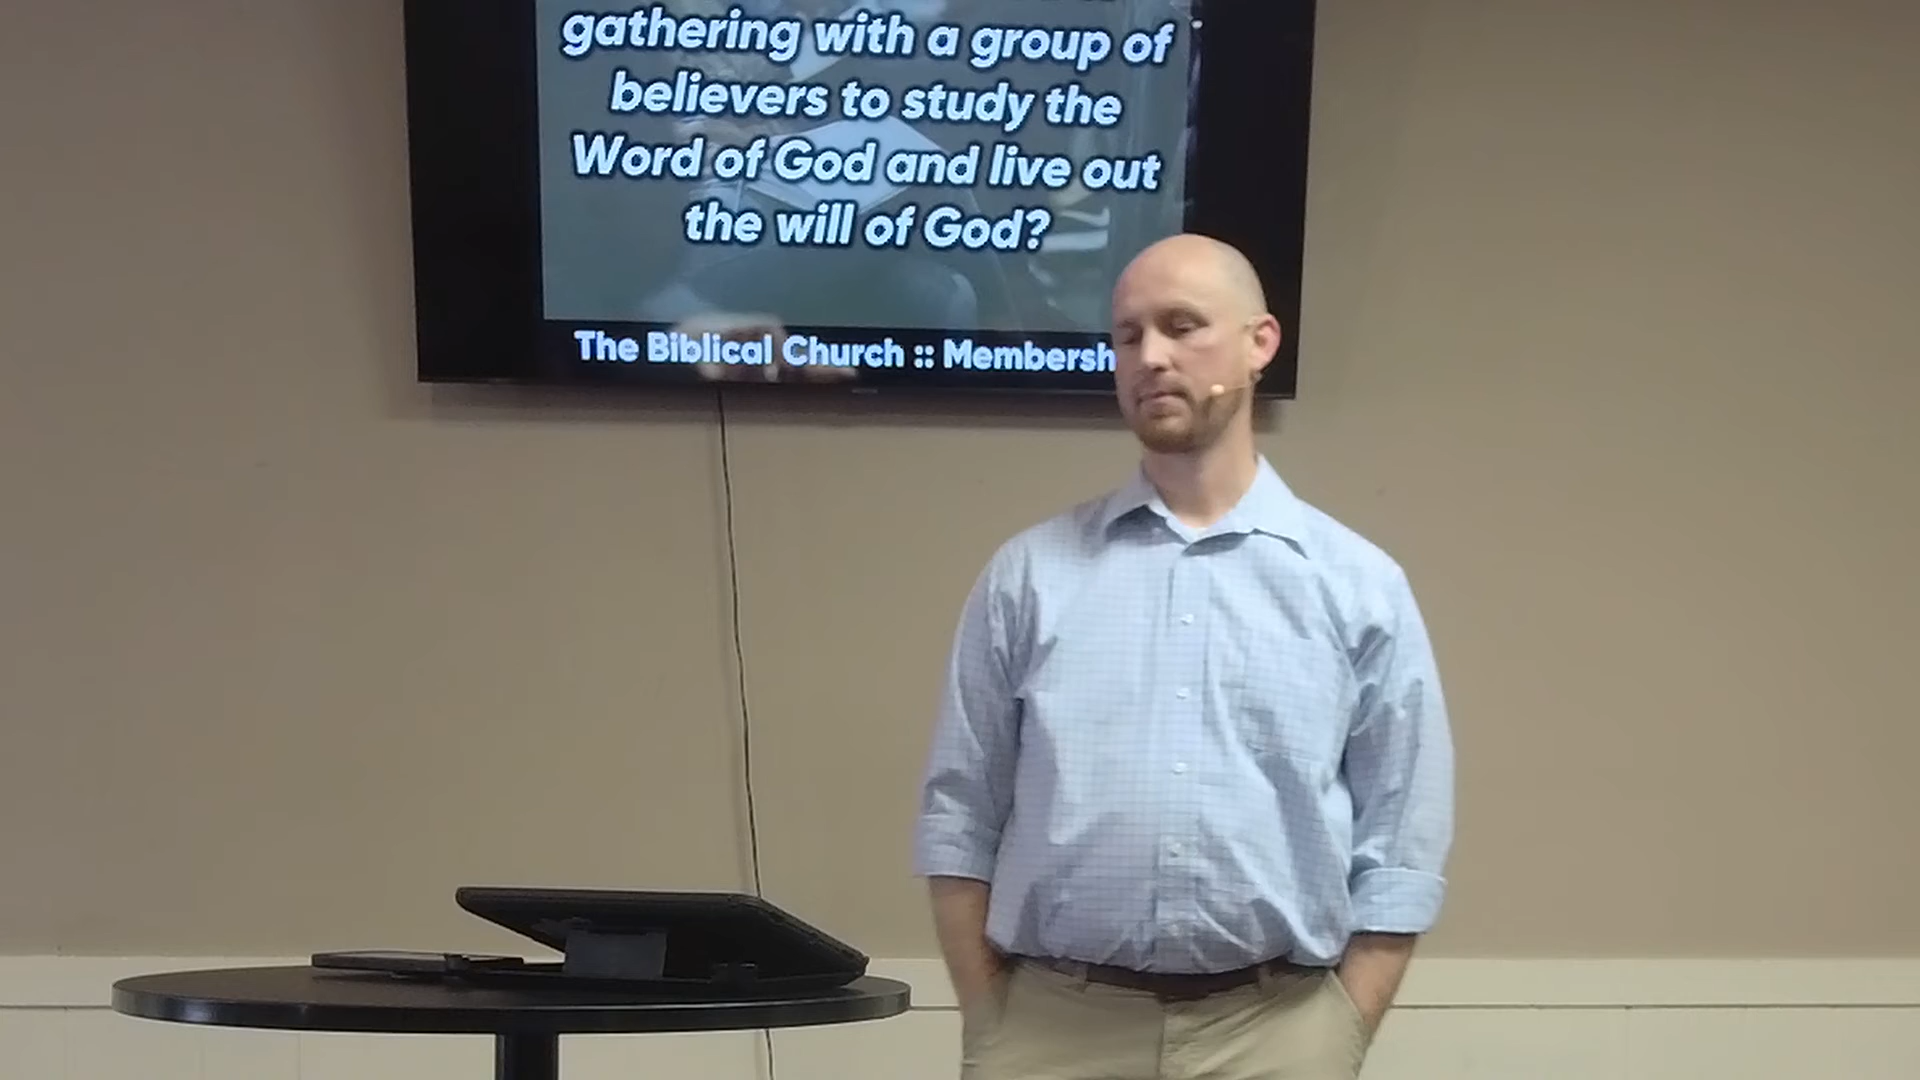 gathering with a group of
believers to study the
Word of God and live out
the will of God?
The Biblical Church :: Membersh